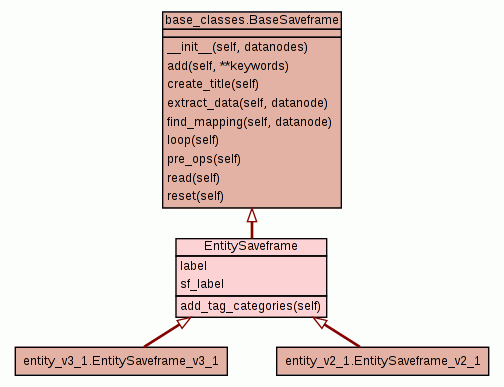 base_classes.BaseSaveframe
__init__(self, datanodes)
add(self, **keywords)
create_title(self)
extract_data(self, datanode)
find_mapping(self, datanode)
loop(self)
pre_ops(self)
read(self)
reset(self)
EntitySaveframe
label
sf_label
add_tag_categories(self)
entity_v3_1.EntitySaveframe_v3_1
entity_v2_1.EntitySaveframe_v2_1